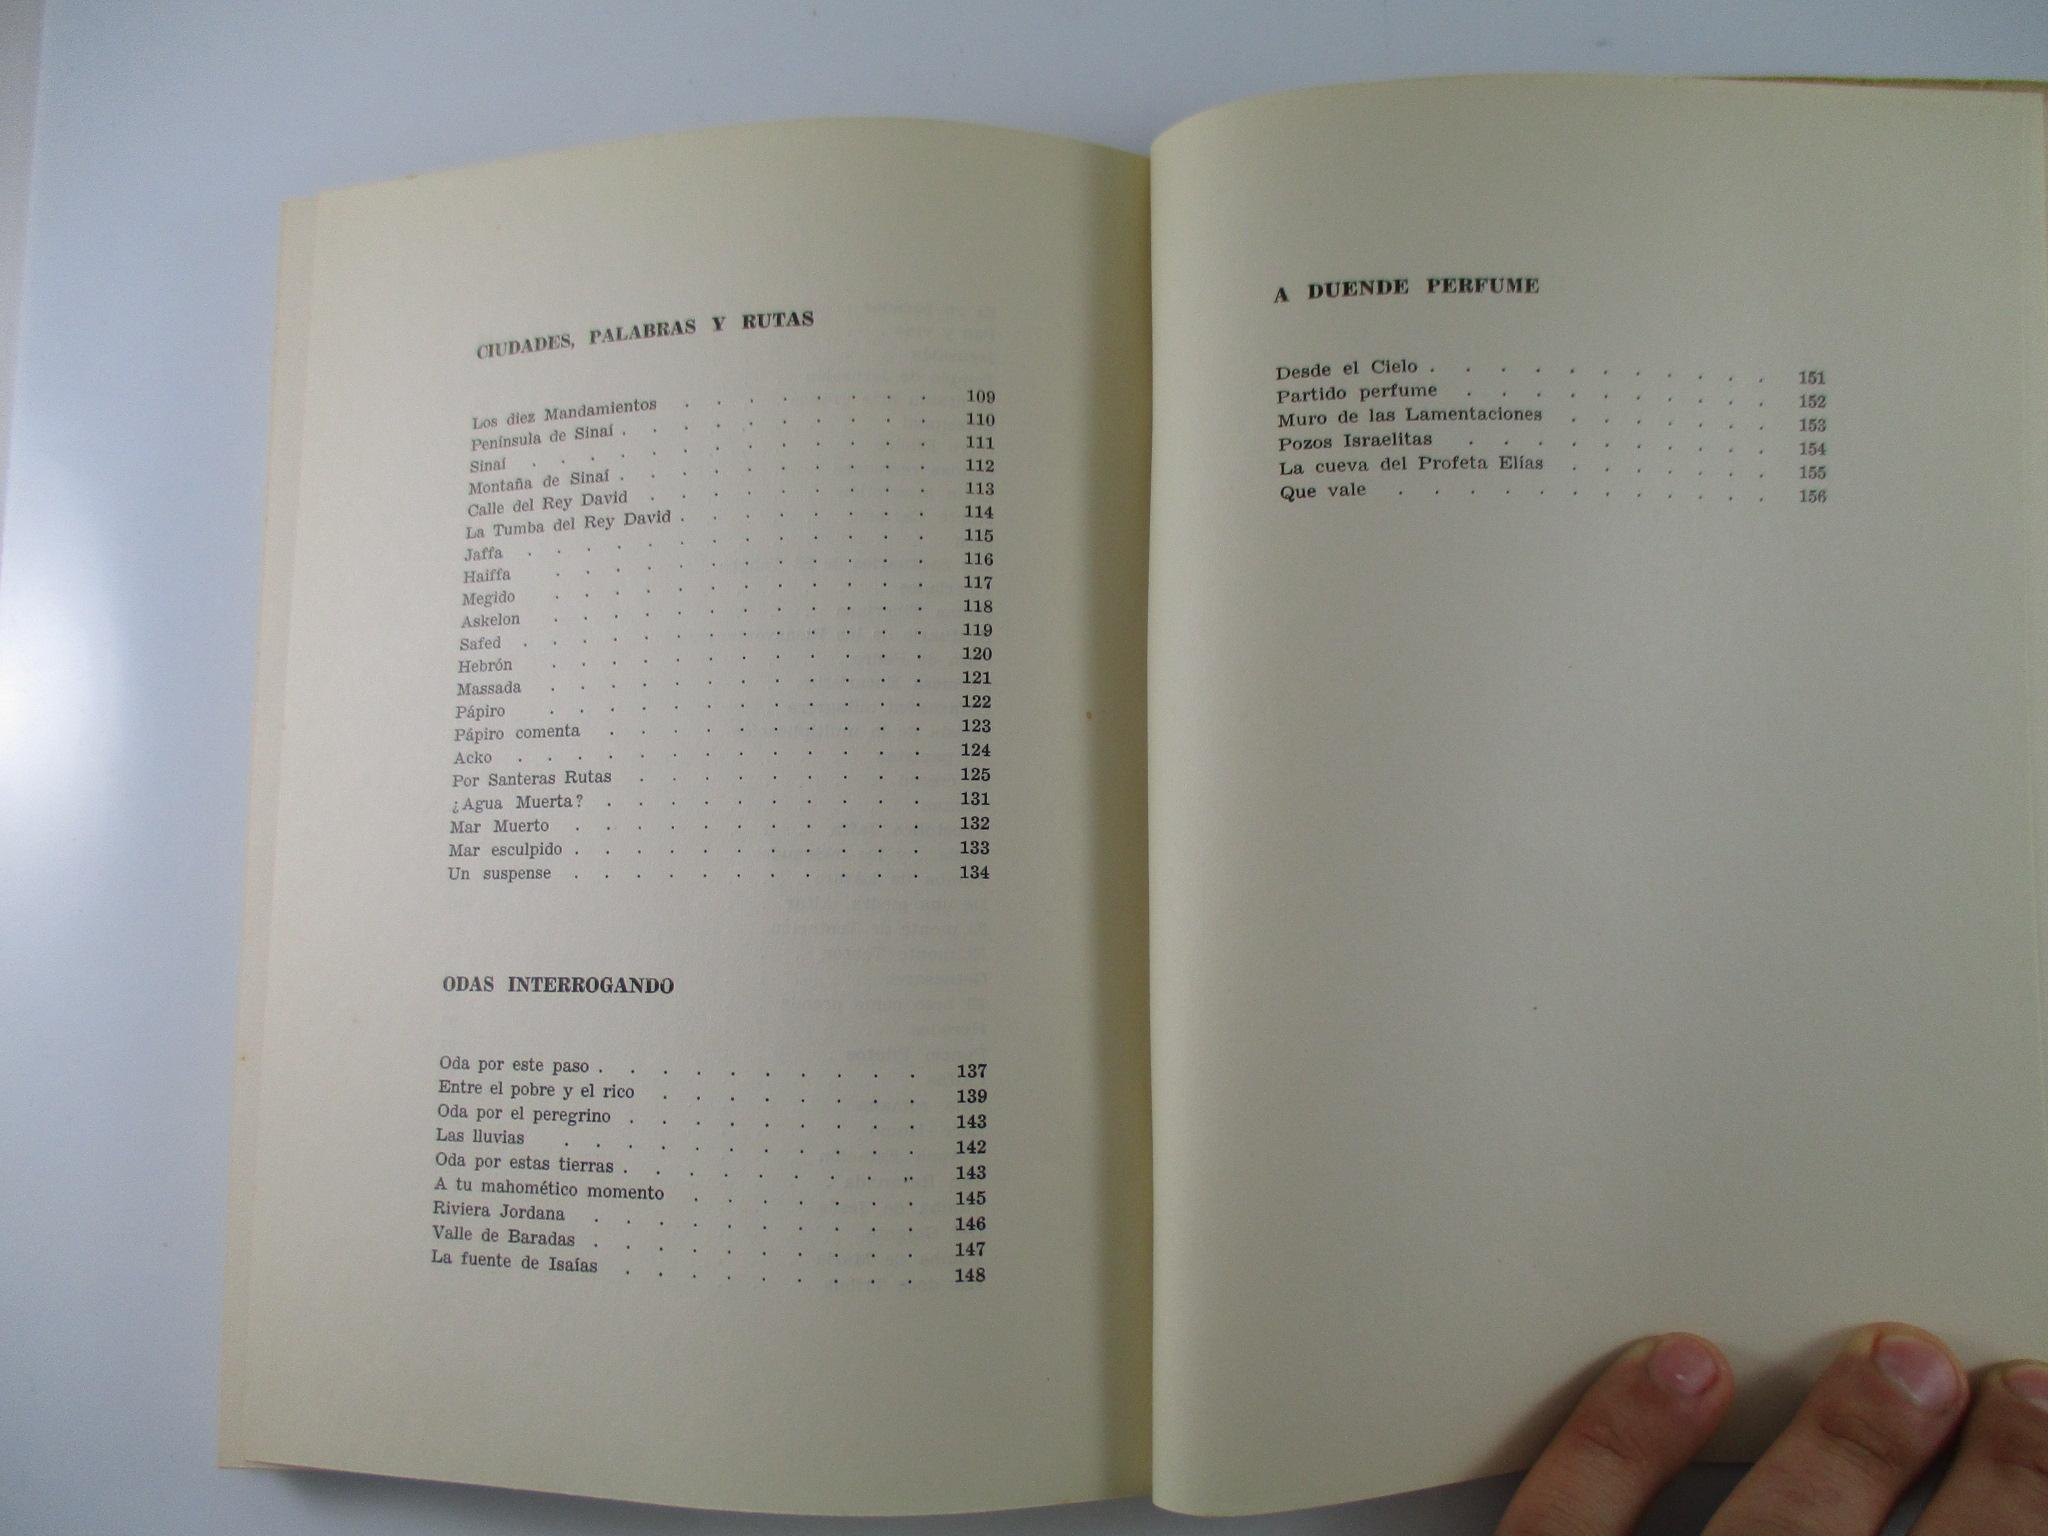 CIUDADES, PALABRAS Y RUTAS
Los diez Mandamientos . . . . . . . . 109
Península de Sinaí . . . . . . . . . . 110
Sinaí . . . . . . . . . . . . 111
Montaña de Sinaí . . . . . . . . . . 112
Calle del Rey David . . . . . . . . . 113
La Tumba del Rey David . . . . . . . . 114
Jaffa . . . . . . . . . . . . 115
Haiffa . . . . . . . . . . . 116
Megido . . . . . . . . . . . 117
Askelon . . . . . . . . . . . 118
Safed . . . . . . . . . . . . 119
Hebrón . . . . . . . . . . . 120
Massada . . . . . . . . . . . 121
Pápiro . . . . . . . . . . . 122
Pápiro comenta . . . . . . . . . . 123
Acko . . . . . . . . . . . . 124
Por Santeras Rutas . . . . . . . . . 125
¿Agua Muerta? . . . . . . . . . . 131
Mar Muerto . . . . . . . . . . . 132
Mar esculpido . . . . . . . . . . . 133
Un suspense . . . . . . . . . . . 134
ODAS INTERROGANDO
Oda por este paso . . . . . . . . . . 137
Entre el pobre y el rico . . . . . . . . 139
Oda por el peregrino . . . . . . . . . 143
Las lluvias . . . . . . . . . . . 142
Oda por estas tierras . . . . . . . . . 143
A tu mahomético momento . . . . . . . 145
Riviera Jordana . . . . . . . . . . 146
Valle de Baradas . . . . . . . . . . 147
La fuente de Isaías . . . . . . . . . 148
A DUENDE PERFUME
Desde el Cielo . . . . . . . . . . 151
Partido perfume . . . . . . . . . 152
Muro de las Lamentaciones . . . . . . 153
Pozos Israelitas . . . . . . . . . 154
La cueva del Profeta Elías . . . . . . 155
Que vale . . . . . . . . . . . 156